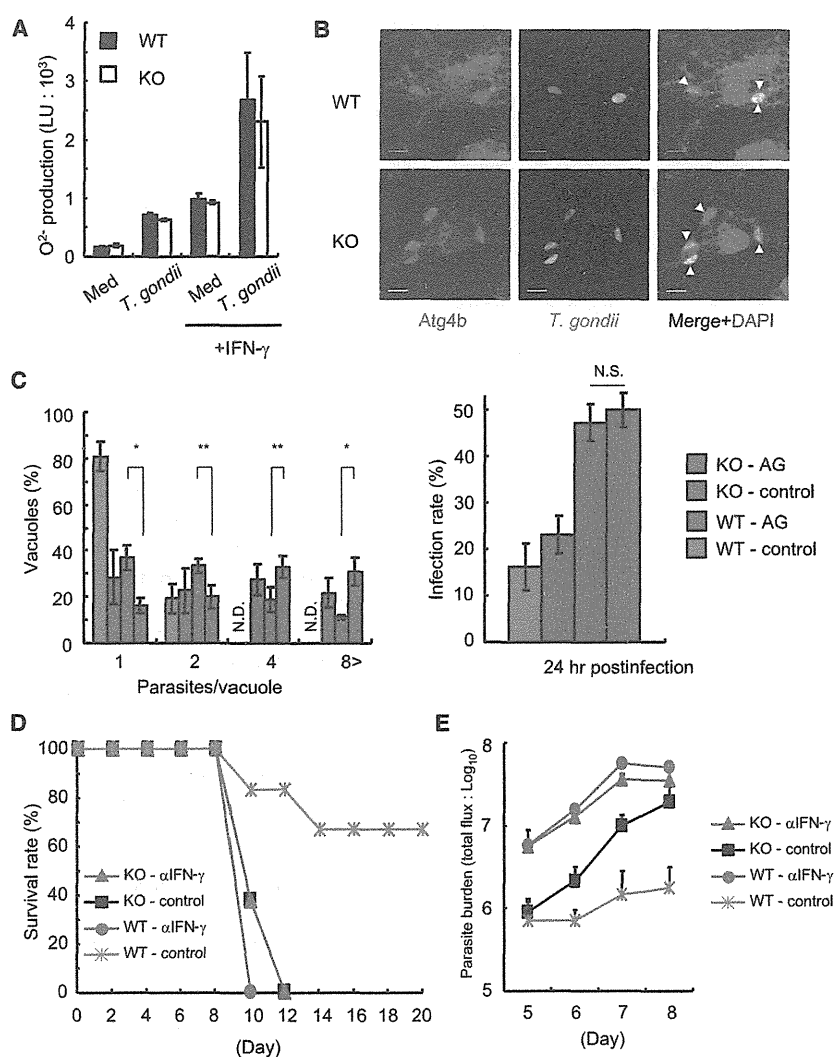 A
O²⁻ production (LU : 10³)
4
3
2
1
0
WT
KO
Med
T. gondii
Med
T. gondii
+IFN-γ
B
WT
KO
Atg4b
T. gondii
Merge+DAPI
C
Vacuoles (%)
100
80
60
40
20
0
*
**
**
*
N.D.
N.D.
1
2
4
8>
Parasites/vacuole
Infection rate (%)
50
40
30
20
10
0
N.S.
24 hr postinfection
KO - AG
KO - control
WT - AG
WT - control
D
Survival rate (%)
100
80
60
40
20
0
KO - αIFN-γ
KO - control
WT - αIFN-γ
WT - control
0 2 4 6 8 10 12 14 16 18 20
(Day)
E
Parasite burden (total flux : Log₁₀)
8
7
6
5
5 6 7 8
(Day)
KO - αIFN-γ
KO - control
WT - αIFN-γ
WT - control